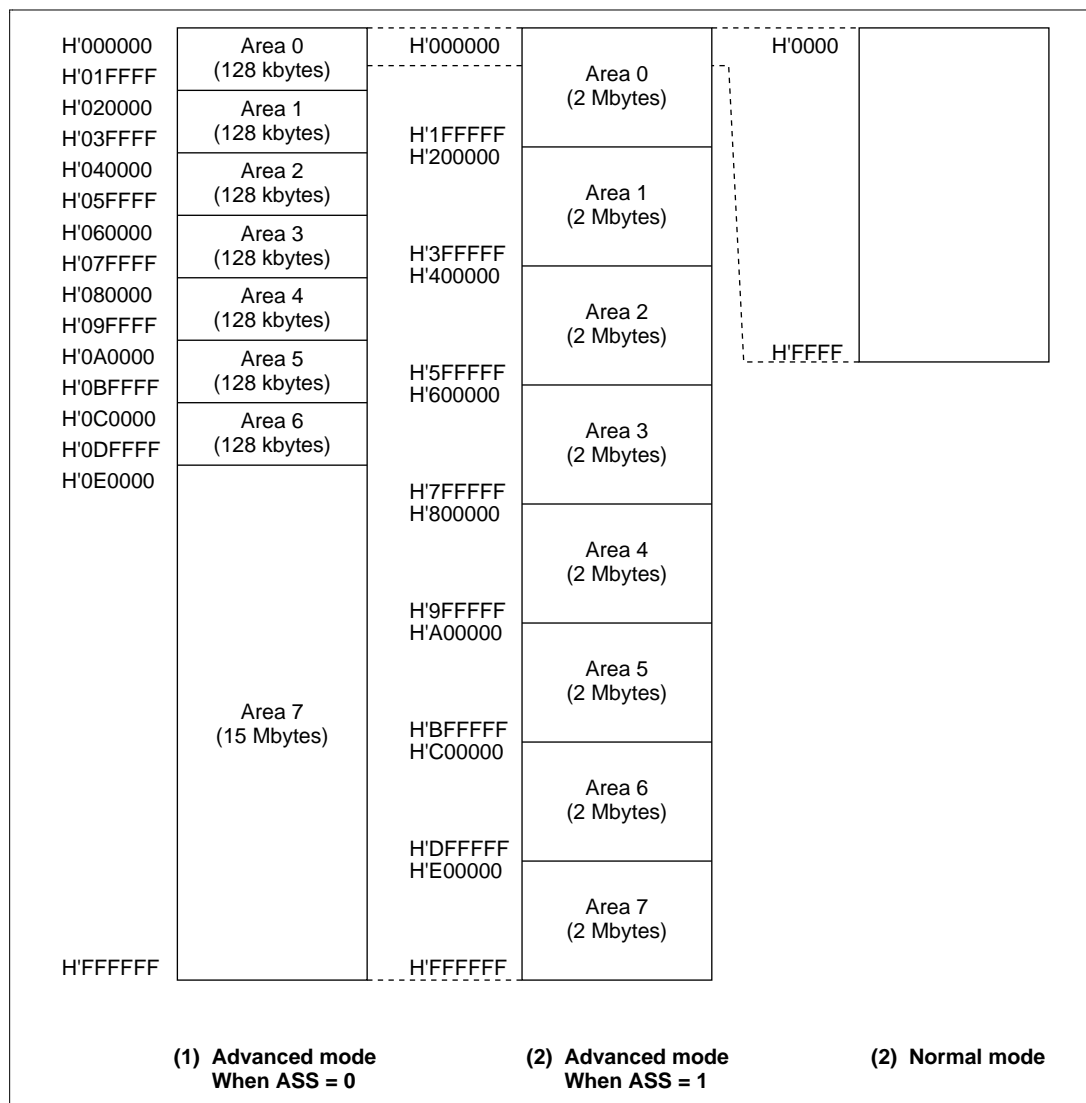 H'000000
Area 0
(128 kbytes)
H'01FFFF
H'020000
Area 1
(128 kbytes)
H'03FFFF
H'040000
Area 2
(128 kbytes)
H'05FFFF
H'060000
Area 3
(128 kbytes)
H'07FFFF
H'080000
Area 4
(128 kbytes)
H'09FFFF
H'0A0000
Area 5
(128 kbytes)
H'0BFFFF
H'0C0000
Area 6
(128 kbytes)
H'0DFFFF
H'0E0000
Area 7
(15 Mbytes)
H'FFFFFF
(1) Advanced mode
When ASS = 0
H'000000
Area 0
(2 Mbytes)
H'1FFFFF
H'200000
Area 1
(2 Mbytes)
H'3FFFFF
H'400000
Area 2
(2 Mbytes)
H'5FFFFF
H'600000
Area 3
(2 Mbytes)
H'7FFFFF
H'800000
Area 4
(2 Mbytes)
H'9FFFFF
H'A00000
Area 5
(2 Mbytes)
H'BFFFFF
H'C00000
Area 6
(2 Mbytes)
H'DFFFFF
H'E00000
Area 7
(2 Mbytes)
H'FFFFFF
(2) Advanced mode
When ASS = 1
H'0000
H'FFFF
(2) Normal mode